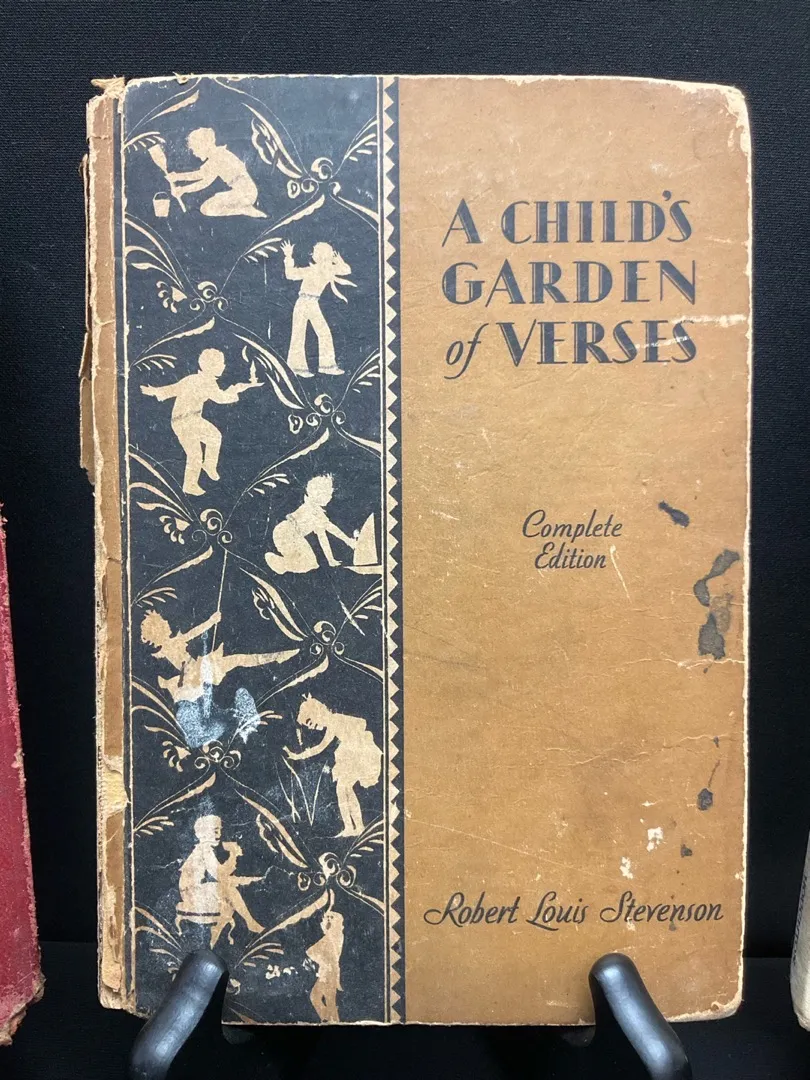 A CHILD'S
GARDEN
of VERSES
Complete
Edition
Robert Louis Stevenson